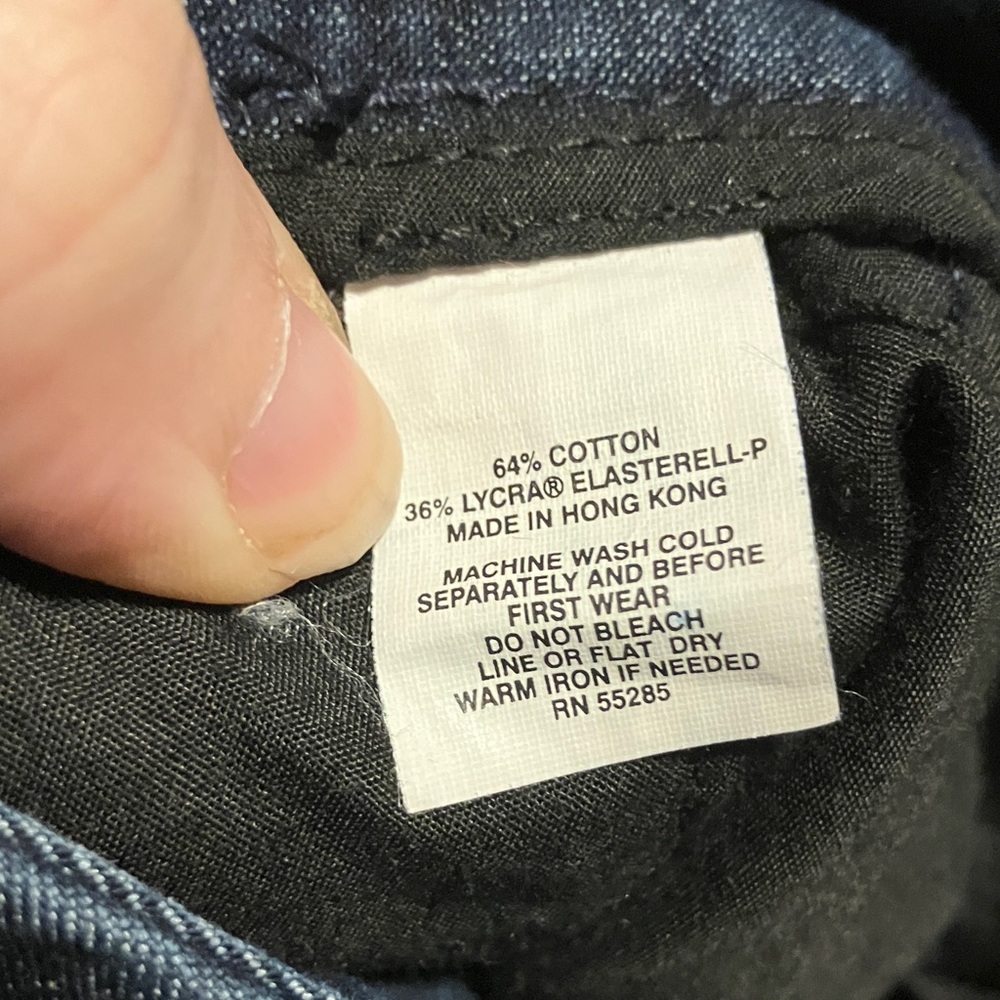 64% COTTON
36% LYCRA® ELASTERELL-P
MADE IN HONG KONG
MACHINE WASH COLD
SEPARATELY AND BEFORE
FIRST WEAR
DO NOT BLEACH
LINE OR FLAT DRY
WARM IRON IF NEEDED
RN 55285